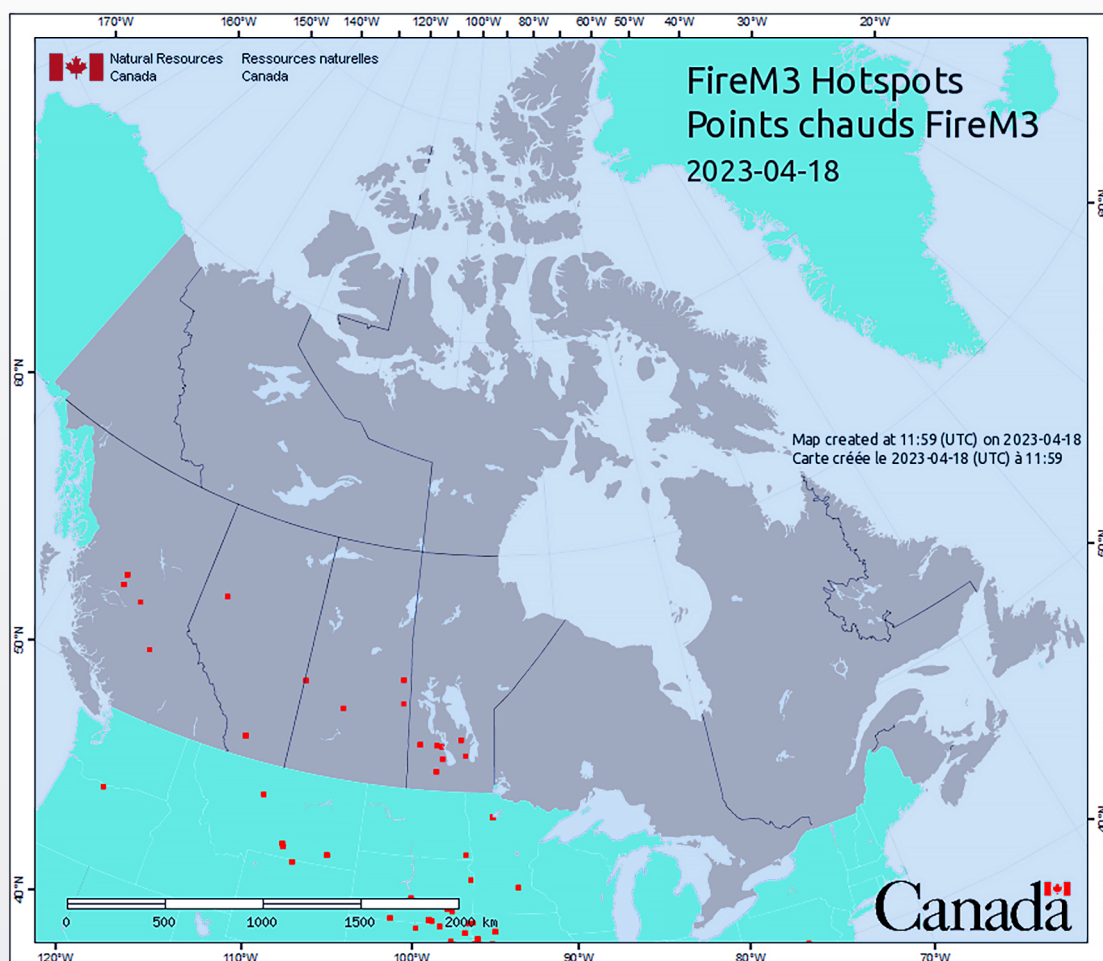 170°W 160°W 150°W 140°W 130°W 120°W 110°W 100°W 90°W 80°W 70°W 60°W 50°W 40°W 30°W 20°W
Natural Resources Ressources naturelles
Canada Canada
FireM3 Hotspots
Points chauds FireM3
2023-04-18
60°N
60°N
Map created at 11:59 (UTC) on 2023-04-18
Carte créée le 2023-04-18 (UTC) à 11:59
60°N
50°N
40°N
40°N
0 500 1000 1500 2000 km
Canada
120°W 110°W 100°W 90°W 80°W 70°W